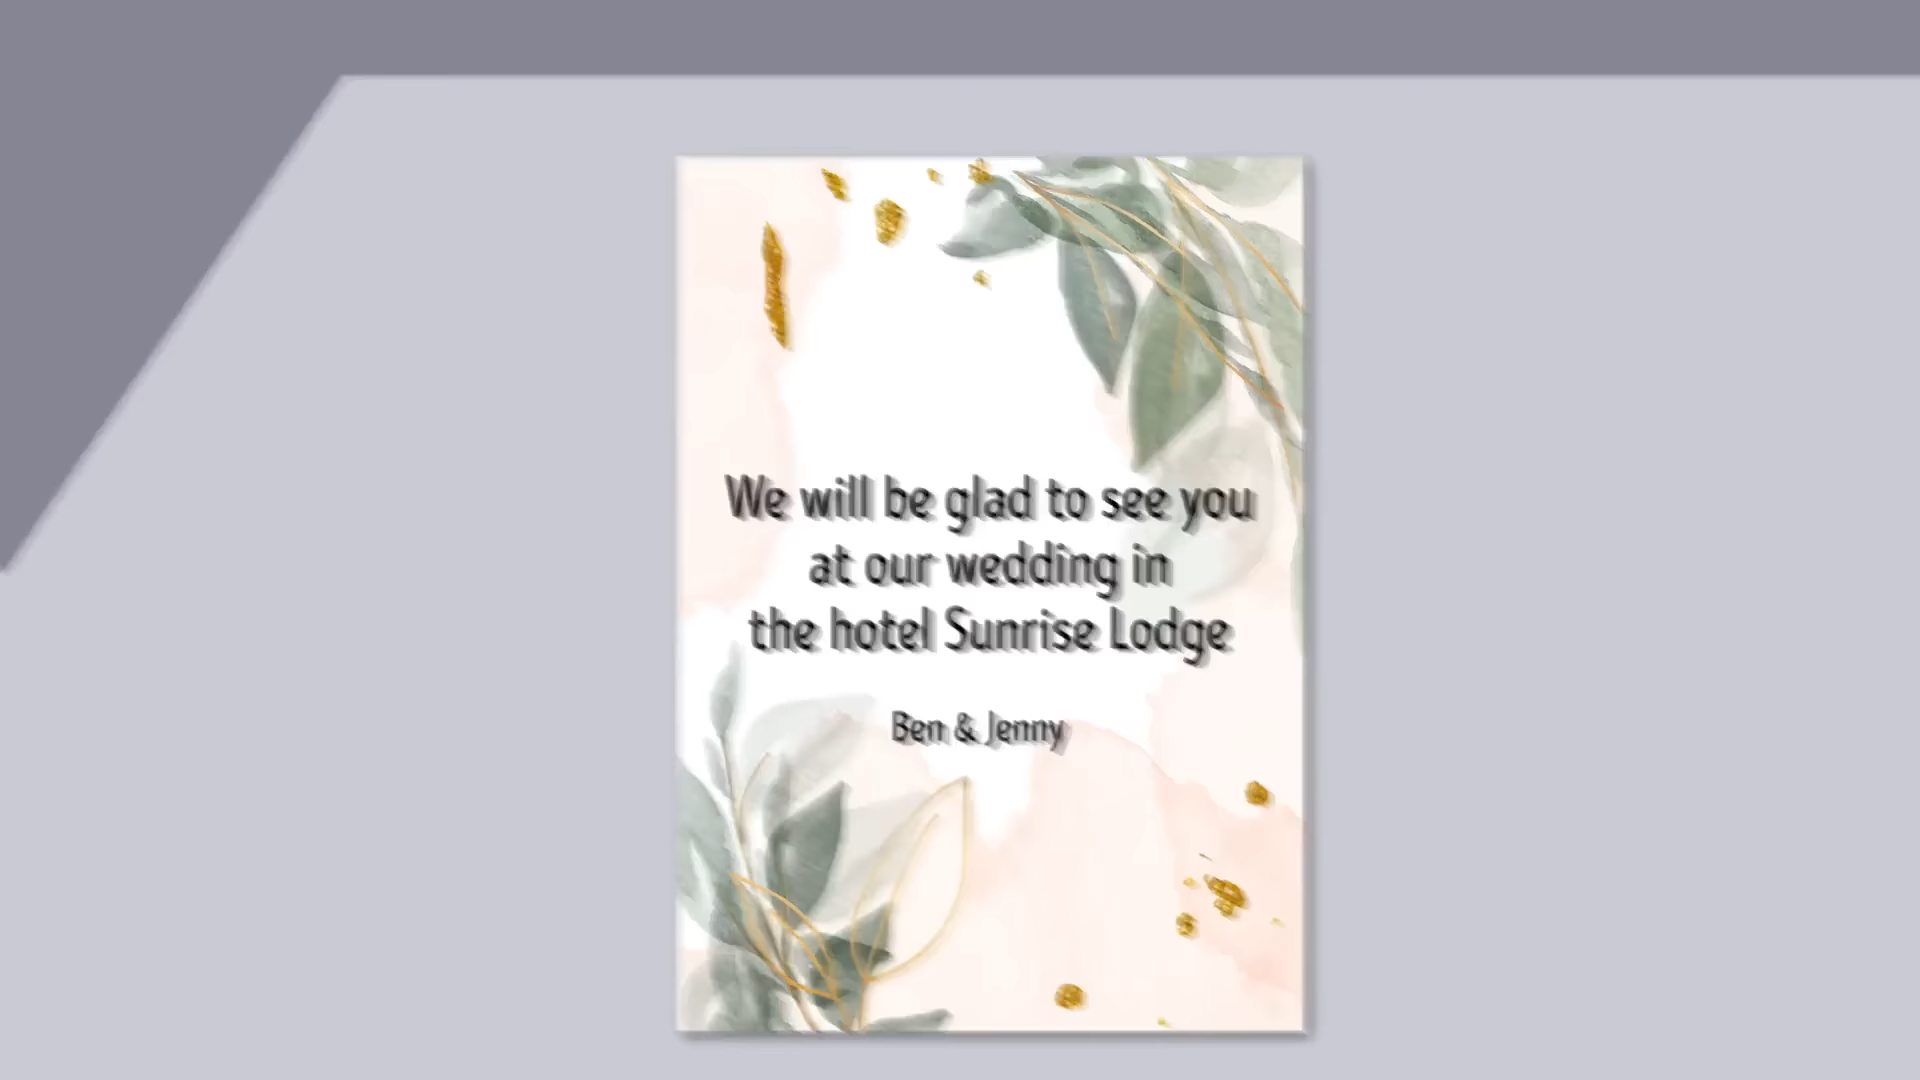 We will be glad to see you
at our wedding in
the hotel Sunrise Lodge
Ben & Jenny